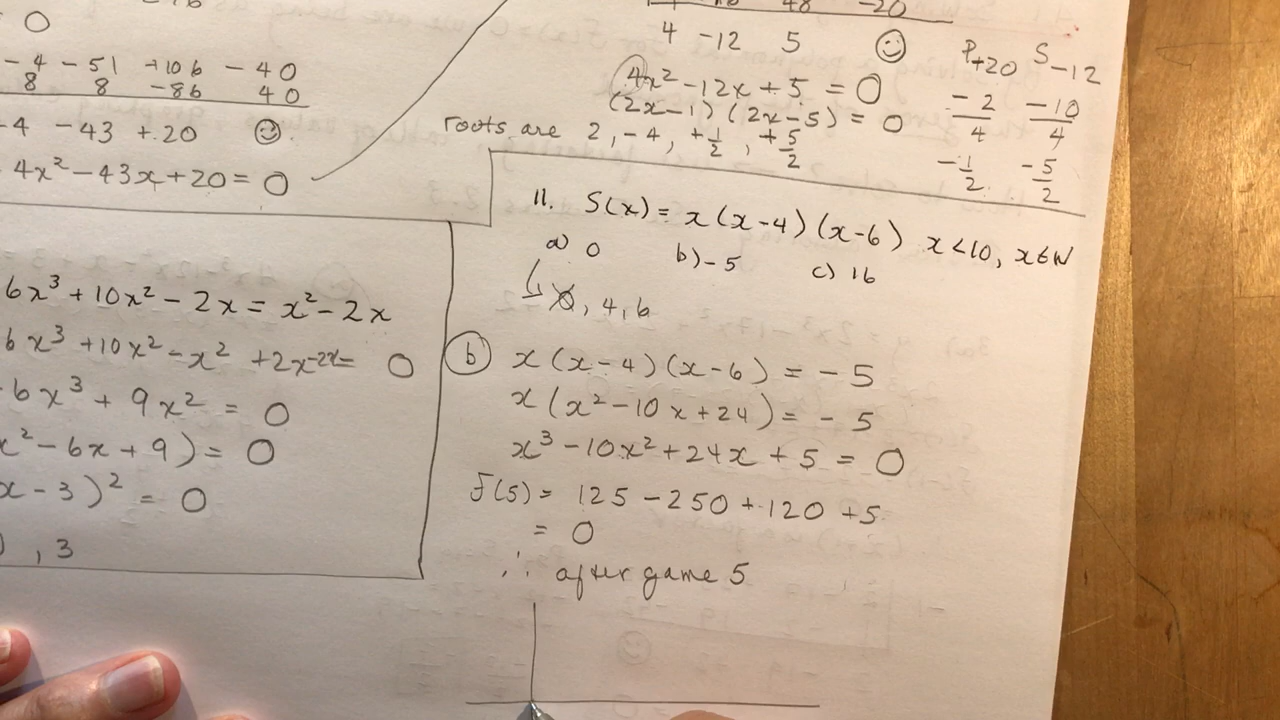 0
- 4 - 51 + 106 - 40
8 8 - 86 40
-4 - 43 + 20 ☺
4x² - 43x + 20 = 0
48 -20
4 - 12 5 ☺
4x² - 12x + 5 = 0
(2x - 1) (2x - 5) = 0
roots are 2, -4, +1/2, +5/2
P+20 S-12
-2/4 -10/4
-1/2 -5/2
6x³ + 10x² - 2x = x² - 2x
6x³ + 10x² - x² + 2x - 2x = 0
-6x³ + 9x² = 0
x² - 6x + 9) = 0
x - 3)² = 0
, 3
11. S(x) = x(x-4)(x-6) x<10, x∈W
a) 0 b) -5 c) 16
↳ 0, 4, 6
b x(x-4)(x-6) = -5
x(x² - 10x + 24) = -5
x³ - 10x² + 24x + 5 = 0
f(5) = 125 - 250 + 120 + 5
= 0
∴ after game 5